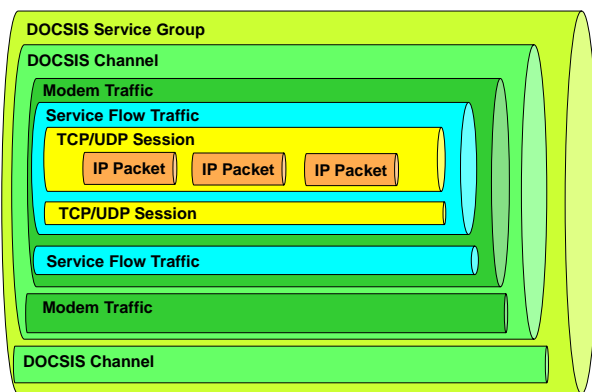 DOCSIS Service Group
DOCSIS Channel
Modem Traffic
Service Flow Traffic
TCP/UDP Session
IP Packet IP Packet IP Packet
TCP/UDP Session
Service Flow Traffic
Modem Traffic
DOCSIS Channel